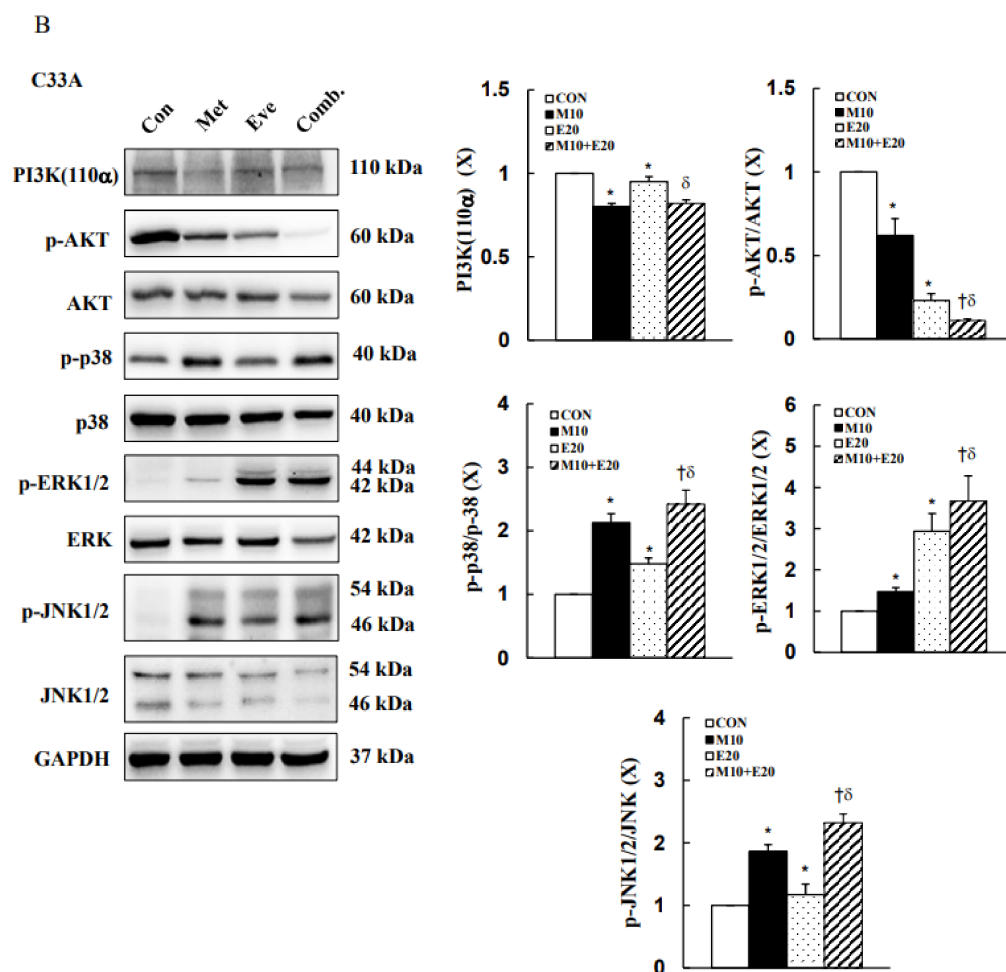 B
C33A
Con Met Eve Comb.
PI3K(110α) 110 kDa
p-AKT 60 kDa
AKT 60 kDa
p-p38 40 kDa
p38 40 kDa
p-ERK1/2 44 kDa
42 kDa
ERK 42 kDa
p-JNK1/2 54 kDa
46 kDa
JNK1/2 54 kDa
46 kDa
GAPDH 37 kDa
PI3K(110α) (X)
1.5
1
0.5
0
CON
M10
E20
M10+E20
*
*
δ
p-AKT/AKT (X)
1.5
1
0.5
0
CON
M10
E20
M10+E20
*
*
†δ
p-p38/p-38 (X)
4
3
2
1
0
CON
M10
E20
M10+E20
*
*
†δ
p-ERK1/2/ERK1/2 (X)
6
5
4
3
2
1
0
CON
M10
E20
M10+E20
*
*
†δ
p-JNK1/2/JNK (X)
4
3
2
1
0
CON
M10
E20
M10+E20
*
*
†δ